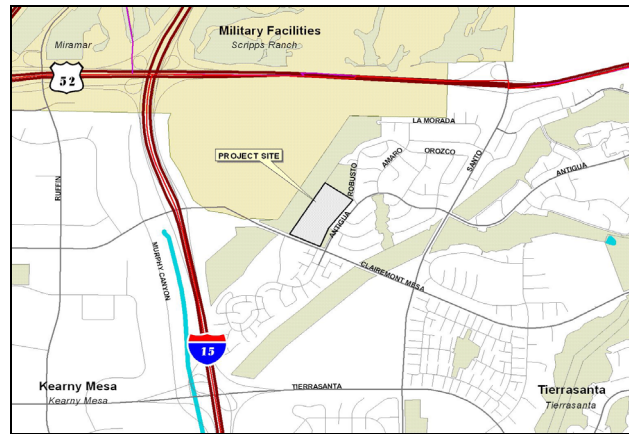 Military Facilities
Miramar
Scripps Ranch
52
LA MORADA
PROJECT SITE
AMARO
OROZCO
ROBUSTO
SANTO
ANTIGUA
RUFFIN
ANTIGUA
MURPHY CANYON
CLAIREMONT MESA
15
Kearny Mesa
Kearny Mesa
TIERRASANTA
Tierrasanta
Tierrasanta